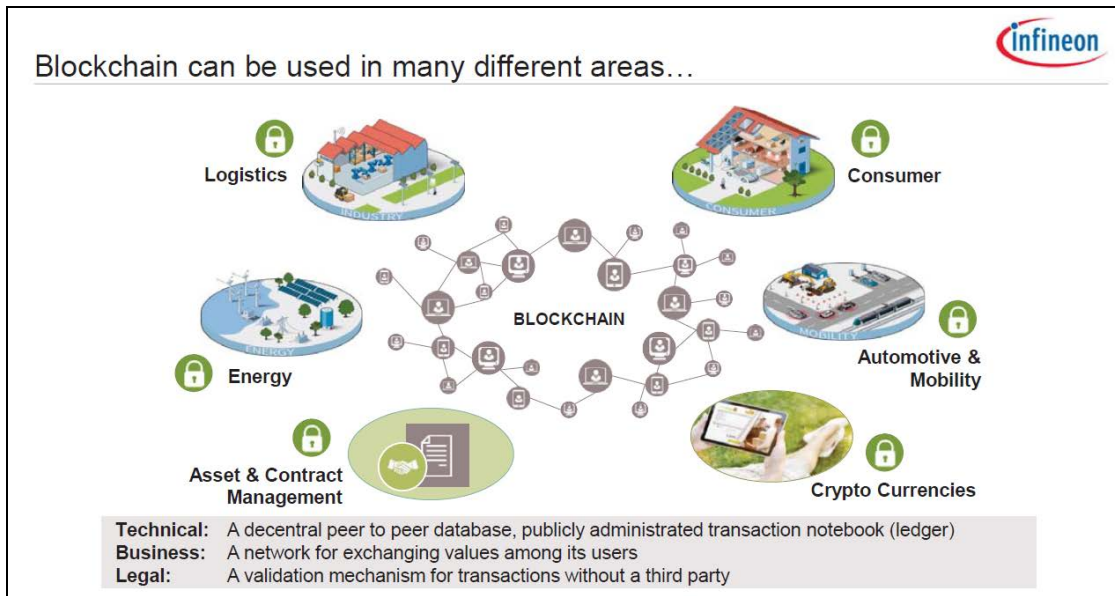 infineon
Blockchain can be used in many different areas…
Logistics
INDUSTRY
CONSUMER
Consumer
BLOCKCHAIN
ENERGY
Energy
MOBILITY
Automotive &
Mobility
Asset & Contract
Management
Crypto Currencies
Technical: A decentral peer to peer database, publicly administrated transaction notebook (ledger)
Business: A network for exchanging values among its users
Legal: A validation mechanism for transactions without a third party